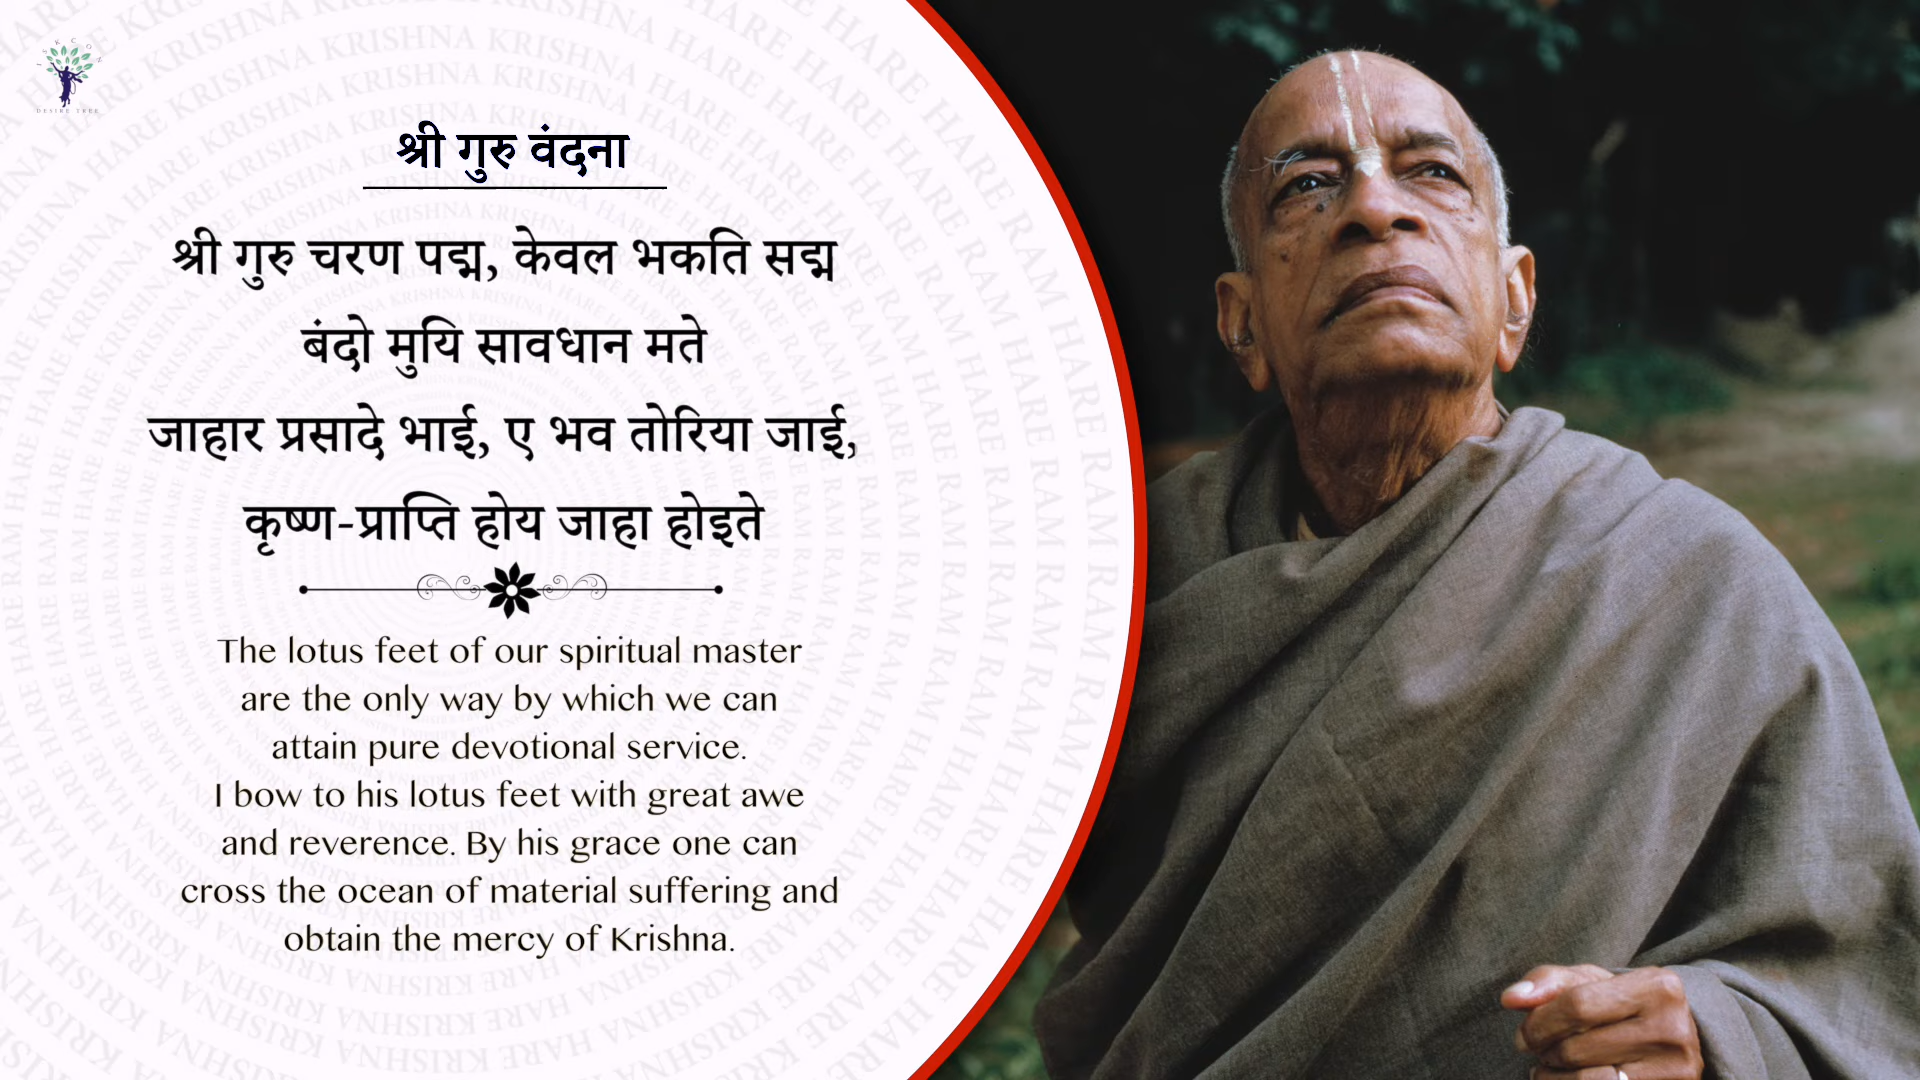 ISKCON
DESIRE TREE
श्री गुरु वंदना
श्री गुरु चरण पद्म, केवल भकति सद्म
बंदो मुयि सावधान मते
जाहार प्रसादे भाई, ए भव तोरिया जाई,
कृष्ण-प्राप्ति होय जाहा होइते
The lotus feet of our spiritual master
are the only way by which we can
attain pure devotional service.
I bow to his lotus feet with great awe
and reverence. By his grace one can
cross the ocean of material suffering and
obtain the mercy of Krishna.